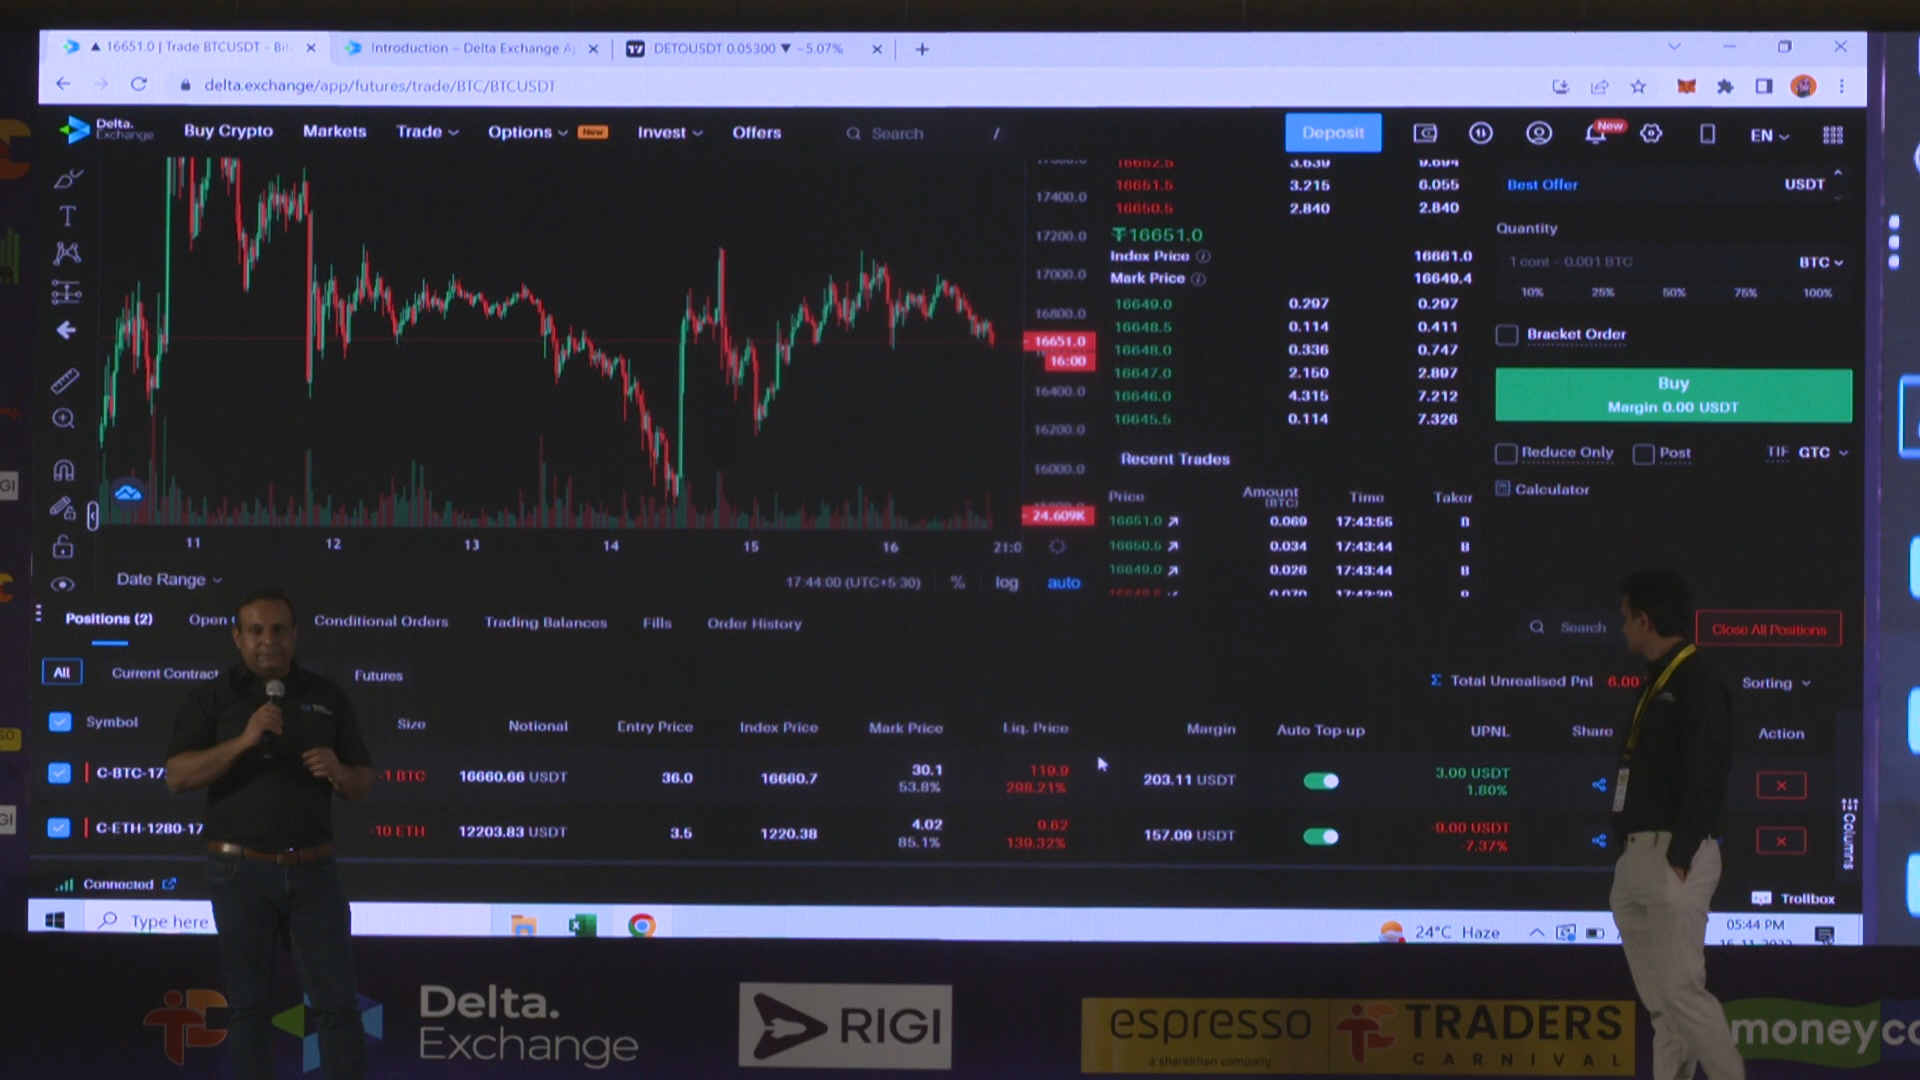 ▲ 16651.0 | Trade BTCUSDT - Bit
Introduction – Delta Exchange A
DETOUSDT 0.05300 ▼ −5.07%
delta.exchange/app/futures/trade/BTC/BTCUSDT
Delta. Exchange
Buy Crypto
Markets
Trade
Options
New
Invest
Offers
Search
/
Deposit
New
EN
17400.0
17200.0
17000.0
16800.0
16651.0
16:00
16400.0
16200.0
16000.0
24.609K
11 12 13 14 15 16 21:0
Date Range
17:44:00 (UTC+5:30)
%
log
auto
16652.5 3.639 9.694
16651.5 3.215 6.055
16650.5 2.840 2.840
16651.0
Index Price 16661.0
Mark Price 16649.4
16649.0 0.297 0.297
16648.5 0.114 0.411
16648.0 0.336 0.747
16647.0 2.150 2.897
16646.0 4.315 7.212
16645.5 0.114 7.326
Recent Trades
Price Amount (BTC) Time Taker
16651.0 0.069 17:43:55 B
16650.5 0.034 17:43:44 B
16649.0 0.026 17:43:44 B
Best Offer
USDT
Quantity
1 cont - 0.001 BTC
BTC
10% 25% 50% 75% 100%
Bracket Order
Buy
Margin 0.00 USDT
Reduce Only
Post
TIF GTC
Calculator
Positions (2)
Open
Conditional Orders
Trading Balances
Fills
Order History
Search
Close All Positions
All
Current Contract
Futures
Σ Total Unrealised Pnl 6.00
Sorting
Symbol Size Notional Entry Price Index Price Mark Price Liq. Price Margin Auto Top-up UPNL Share Action
C-BTC-17 -1 BTC 16660.66 USDT 36.0 16660.7 30.1 53.8% 110.9 298.21% 203.11 USDT 3.00 USDT 1.80%
C-ETH-1280-17 -10 ETH 12203.83 USDT 3.5 1220.38 4.02 85.1% 9.62 139.32% 157.09 USDT -9.00 USDT -7.37%
Columns
Connected
Trollbox
Type here
24°C Haze
05:44 PM
Delta.
Exchange
RIGI
espresso
a sharekhan company
TRADERS
CARNIVAL
moneyco